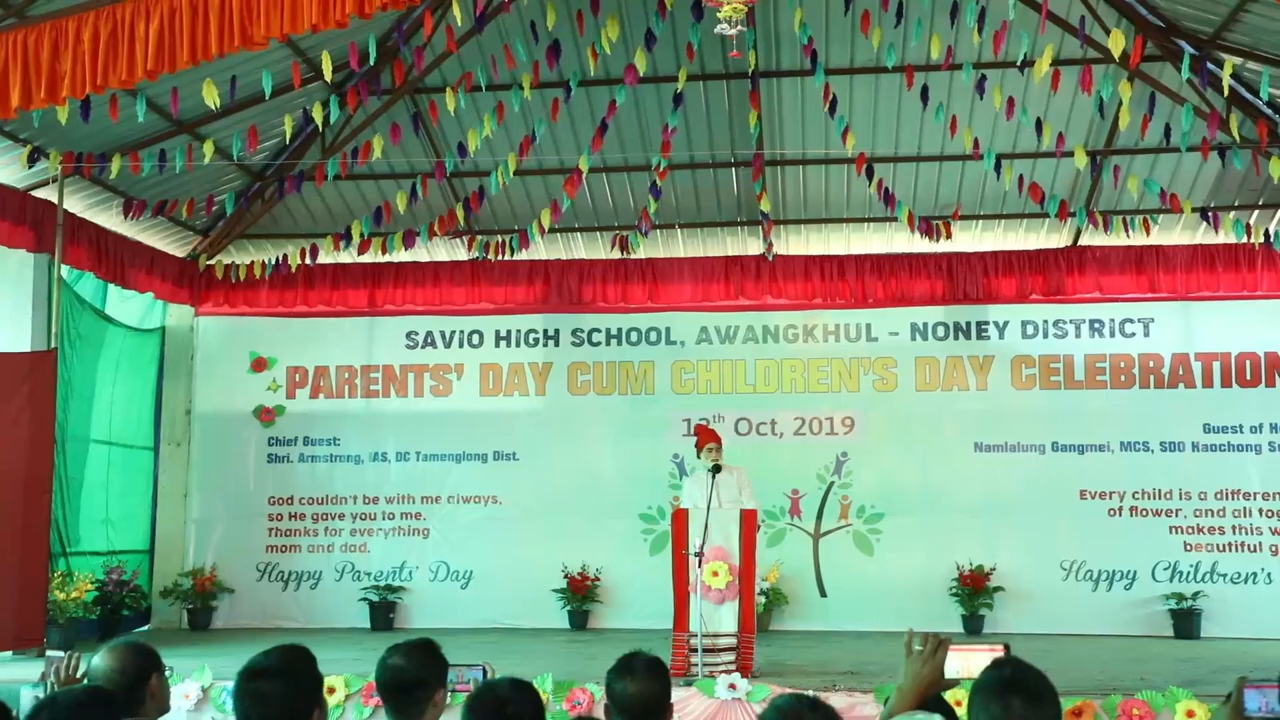 SAVIO HIGH SCHOOL, AWANGKHUL - NONEY DISTRICT
PARENTS' DAY CUM CHILDREN'S DAY CELEBRATION
th Oct, 2019
Chief Guest:
Shri. Armstrong, IAS, DC Tamenglong Dist.
God couldn't be with me always,
so He gave you to me.
Thanks for everything
mom and dad.
Happy Parents' Day
Guest of
Namlalung Gangmei, MCS, SDO Haochong
Every child is a
of flower, and all
makes this
beautiful
Happy Children's